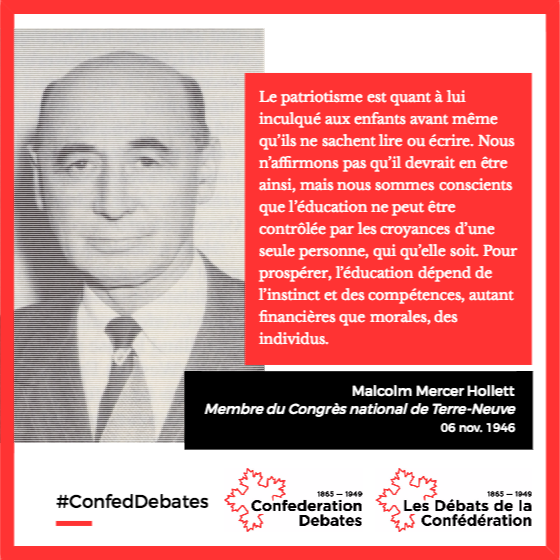 Le patriotisme est quant à lui
inculqué aux enfants avant même
qu'ils ne sachent lire ou écrire. Nous
n'affirmons pas qu'il devrait en être
ainsi, mais nous sommes conscients
que l'éducation ne peut être
contrôlée par les croyances d'une
seule personne, qui qu'elle soit. Pour
prospérer, l'éducation dépend de
l'instinct et des compétences, autant
financières que morales, des
individus.
Malcolm Mercer Hollett
Membre du Congrès national de Terre-Neuve
06 nov. 1946
#ConfedDebates
1865 — 1949
Confederation
Debates
1865 — 1949
Les Débats de la
Confédération